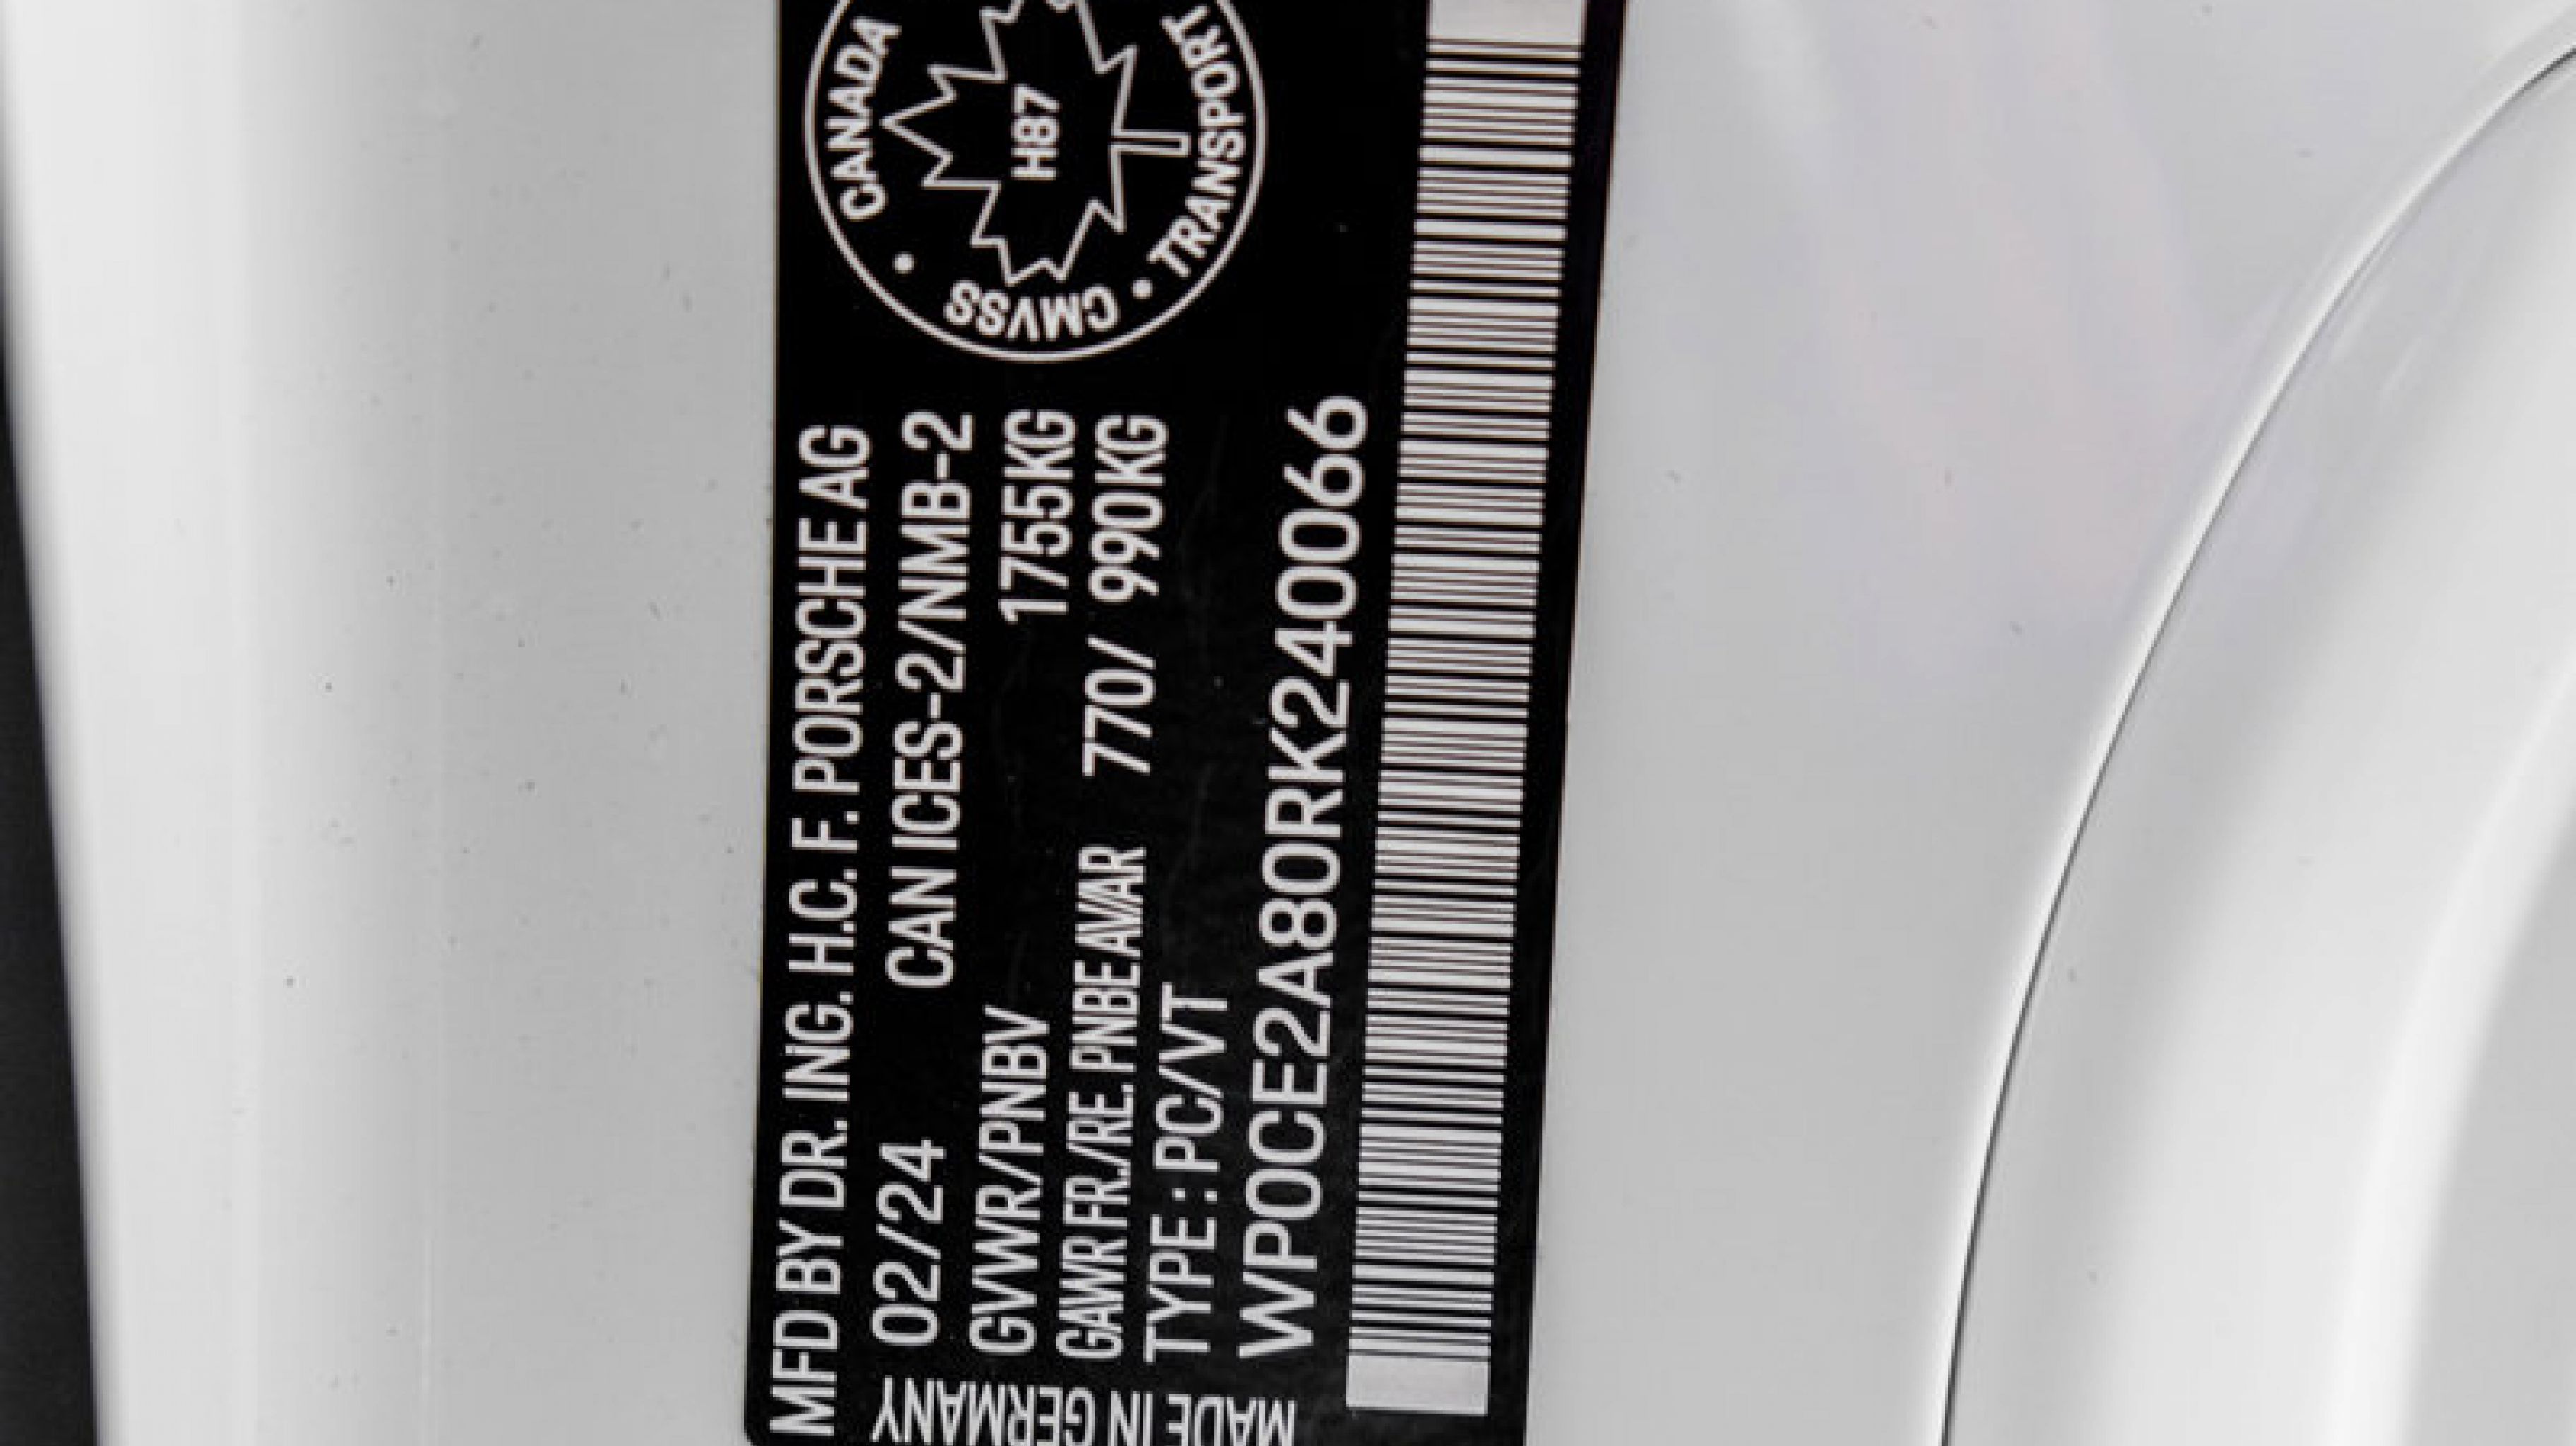 MFD BY DR. ING. H.C. F. PORSCHE AG
02/24 CAN ICES-2/NMB-2
GVWR/PNBV 1755KG
GAWR FR./RE. PNBE AV/AR 770/ 990KG
TYPE : PC/VT
WP0CE2A80RK240066
MADE IN GERMANY
CANADA
TRANSPORT
CMVSS
H87